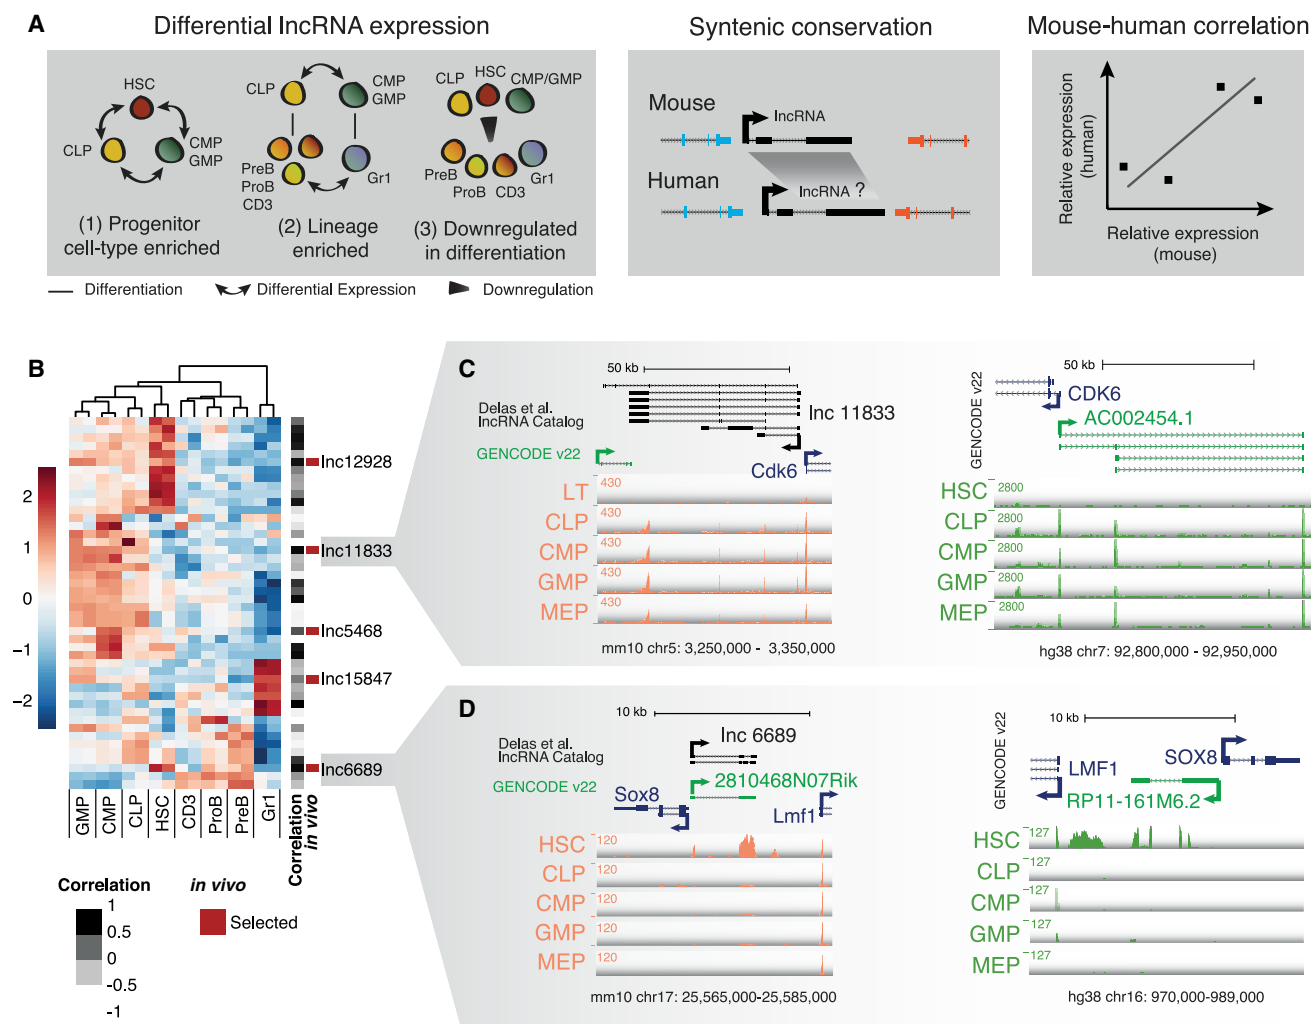 A
Differential lncRNA expression
Syntenic conservation
Mouse-human correlation
HSC
CLP
CMP
GMP
(1) Progenitor
cell-type enriched
CLP
CMP
GMP
PreB
ProB
CD3
Gr1
(2) Lineage
enriched
CLP
HSC
CMP/GMP
PreB
ProB
CD3
Gr1
(3) Downregulated
in differentiation
Differentiation
Differential Expression
Downregulation
Mouse
lncRNA
Human
lncRNA ?
Relative expression
(human)
Relative expression
(mouse)
B
2
1
0
−1
−2
lnc12928
lnc11833
lnc5468
lnc15847
lnc6689
GMP
CMP
CLP
HSC
CD3
ProB
PreB
Gr1
Correlation
in vivo
Correlation
1
0.5
0
-0.5
-1
in vivo
Selected
C
50 kb
Delas et al.
lncRNA Catalog
lnc 11833
GENCODE v22
Cdk6
LT
430
CLP
430
CMP
430
GMP
430
MEP
430
mm10 chr5: 3,250,000 - 3,350,000
50 kb
GENCODE v22
CDK6
AC002454.1
HSC
2800
CLP
2800
CMP
2800
GMP
2800
MEP
2800
hg38 chr7: 92,800,000 - 92,950,000
D
10 kb
Delas et al.
lncRNA Catalog
lnc 6689
GENCODE v22
2810468N07Rik
Sox8
Lmf1
HSC
120
CLP
120
CMP
120
GMP
120
MEP
120
mm10 chr17: 25,565,000-25,585,000
10 kb
GENCODE v22
SOX8
LMF1
RP11-161M6.2
HSC
127
CLP
127
CMP
127
GMP
127
MEP
127
hg38 chr16: 970,000-989,000